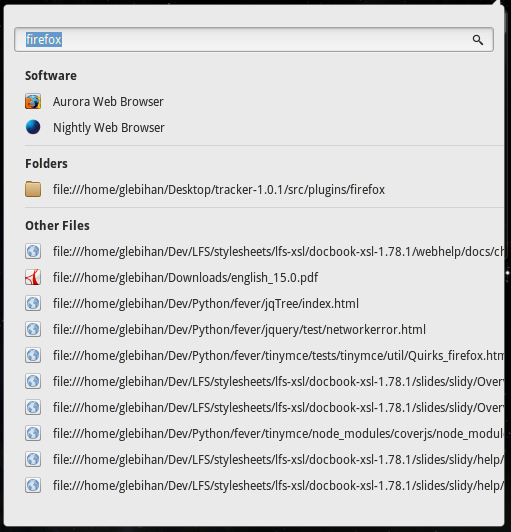 firefox
Software
Aurora Web Browser
Nightly Web Browser
Folders
file:///home/glebihan/Desktop/tracker-1.0.1/src/plugins/firefox
Other Files
file:///home/glebihan/Dev/LFS/stylesheets/lfs-xsl/docbook-xsl-1.78.1/webhelp/docs/ch
file:///home/glebihan/Downloads/english_15.0.pdf
file:///home/glebihan/Dev/Python/fever/jqTree/index.html
file:///home/glebihan/Dev/Python/fever/jquery/test/networkerror.html
file:///home/glebihan/Dev/Python/fever/tinymce/tests/tinymce/util/Quirks_firefox.htm
file:///home/glebihan/Dev/LFS/stylesheets/lfs-xsl/docbook-xsl-1.78.1/slides/slidy/Over
file:///home/glebihan/Dev/LFS/stylesheets/lfs-xsl/docbook-xsl-1.78.1/slides/slidy/Over
file:///home/glebihan/Dev/Python/fever/tinymce/node_modules/coverjs/node_modul
file:///home/glebihan/Dev/LFS/stylesheets/lfs-xsl/docbook-xsl-1.78.1/slides/slidy/help/
file:///home/glebihan/Dev/LFS/stylesheets/lfs-xsl/docbook-xsl-1.78.1/slides/slidy/help/